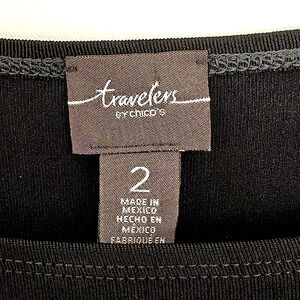 travelers
BY CHICO'S
2
MADE IN
MEXICO
HECHO EN
MÉXICO
FABRIQUÉ EN